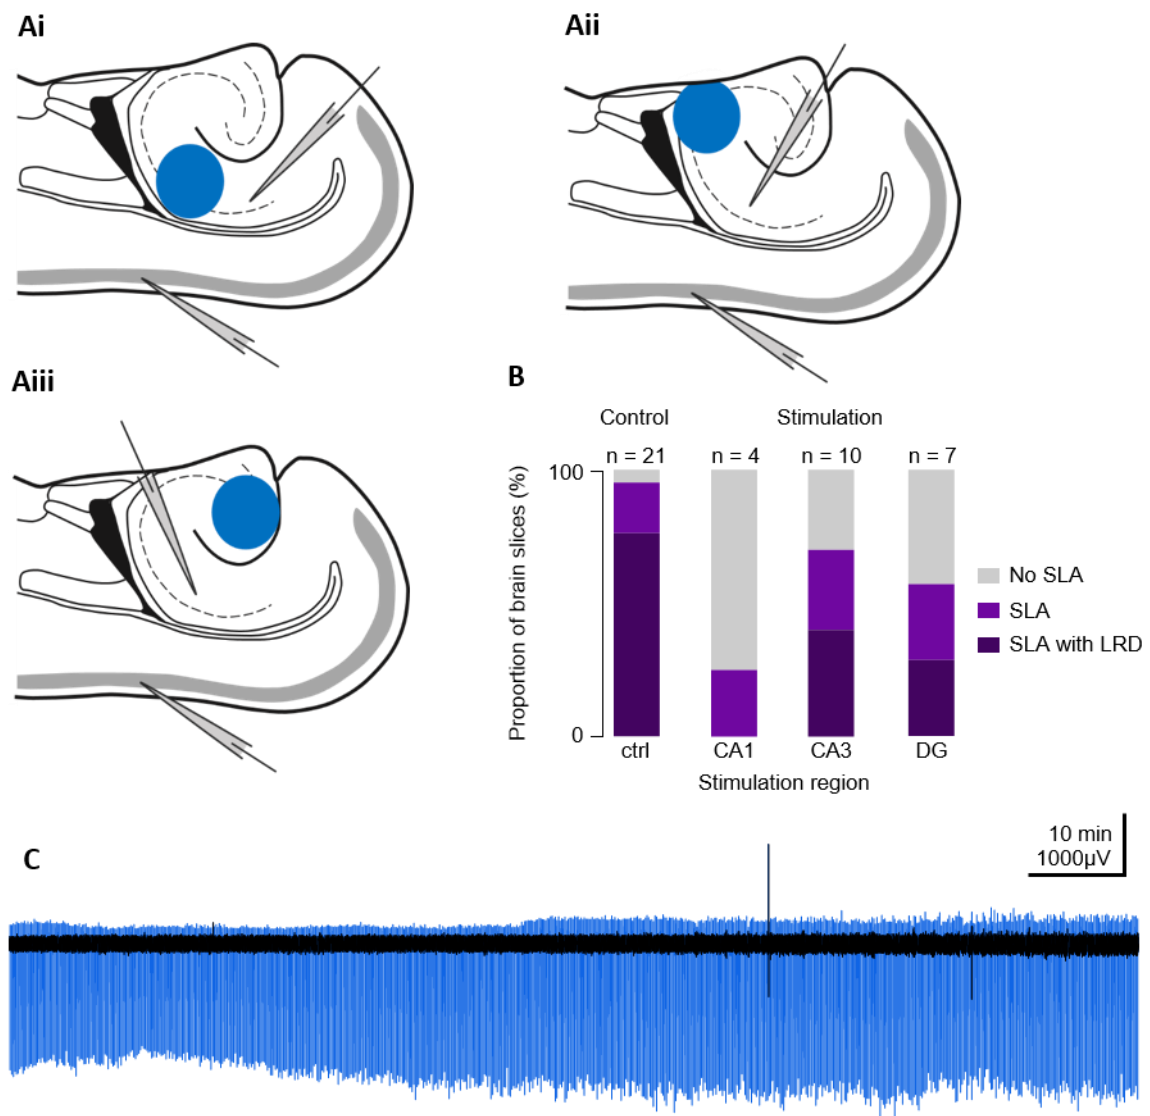 Ai
Aii
Aiii
B
Control Stimulation
n = 21 n = 4 n = 10 n = 7
100
0
Proportion of brain slices (%)
ctrl CA1 CA3 DG
Stimulation region
No SLA
SLA
SLA with LRD
C
10 min
1000µV